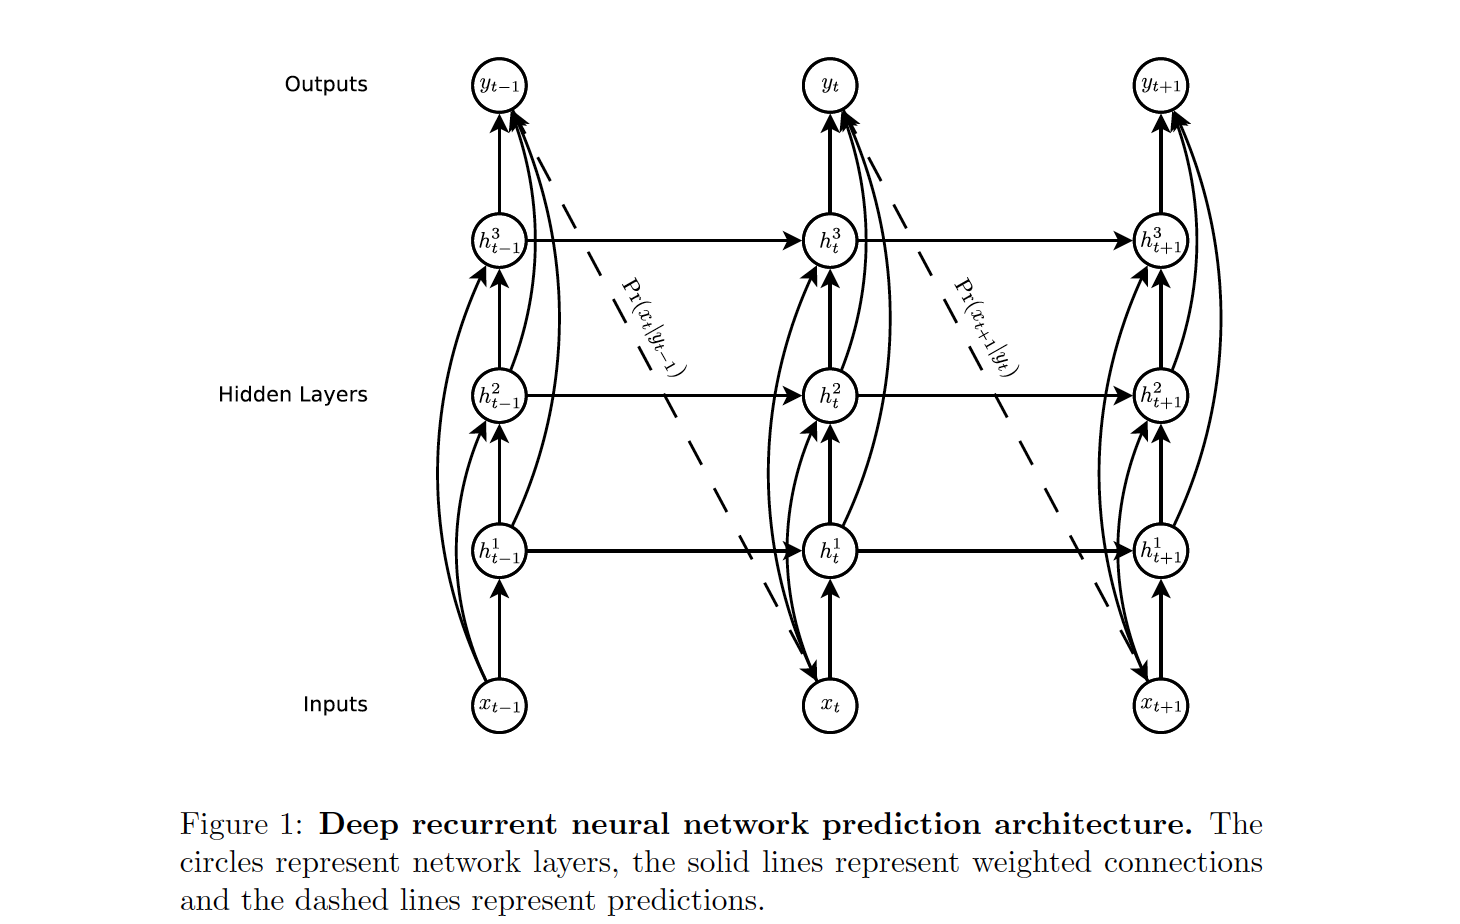 Outputs
y_{t−1} y_t y_{t+1}
h^3_{t−1} h^3_t h^3_{t+1}
Pr(x_t|y_{t−1}) Pr(x_{t+1}|y_t)
Hidden Layers
h^2_{t−1} h^2_t h^2_{t+1}
h^1_{t−1} h^1_t h^1_{t+1}
Inputs
x_{t−1} x_t x_{t+1}
Figure 1: Deep recurrent neural network prediction architecture. The
circles represent network layers, the solid lines represent weighted connections
and the dashed lines represent predictions.